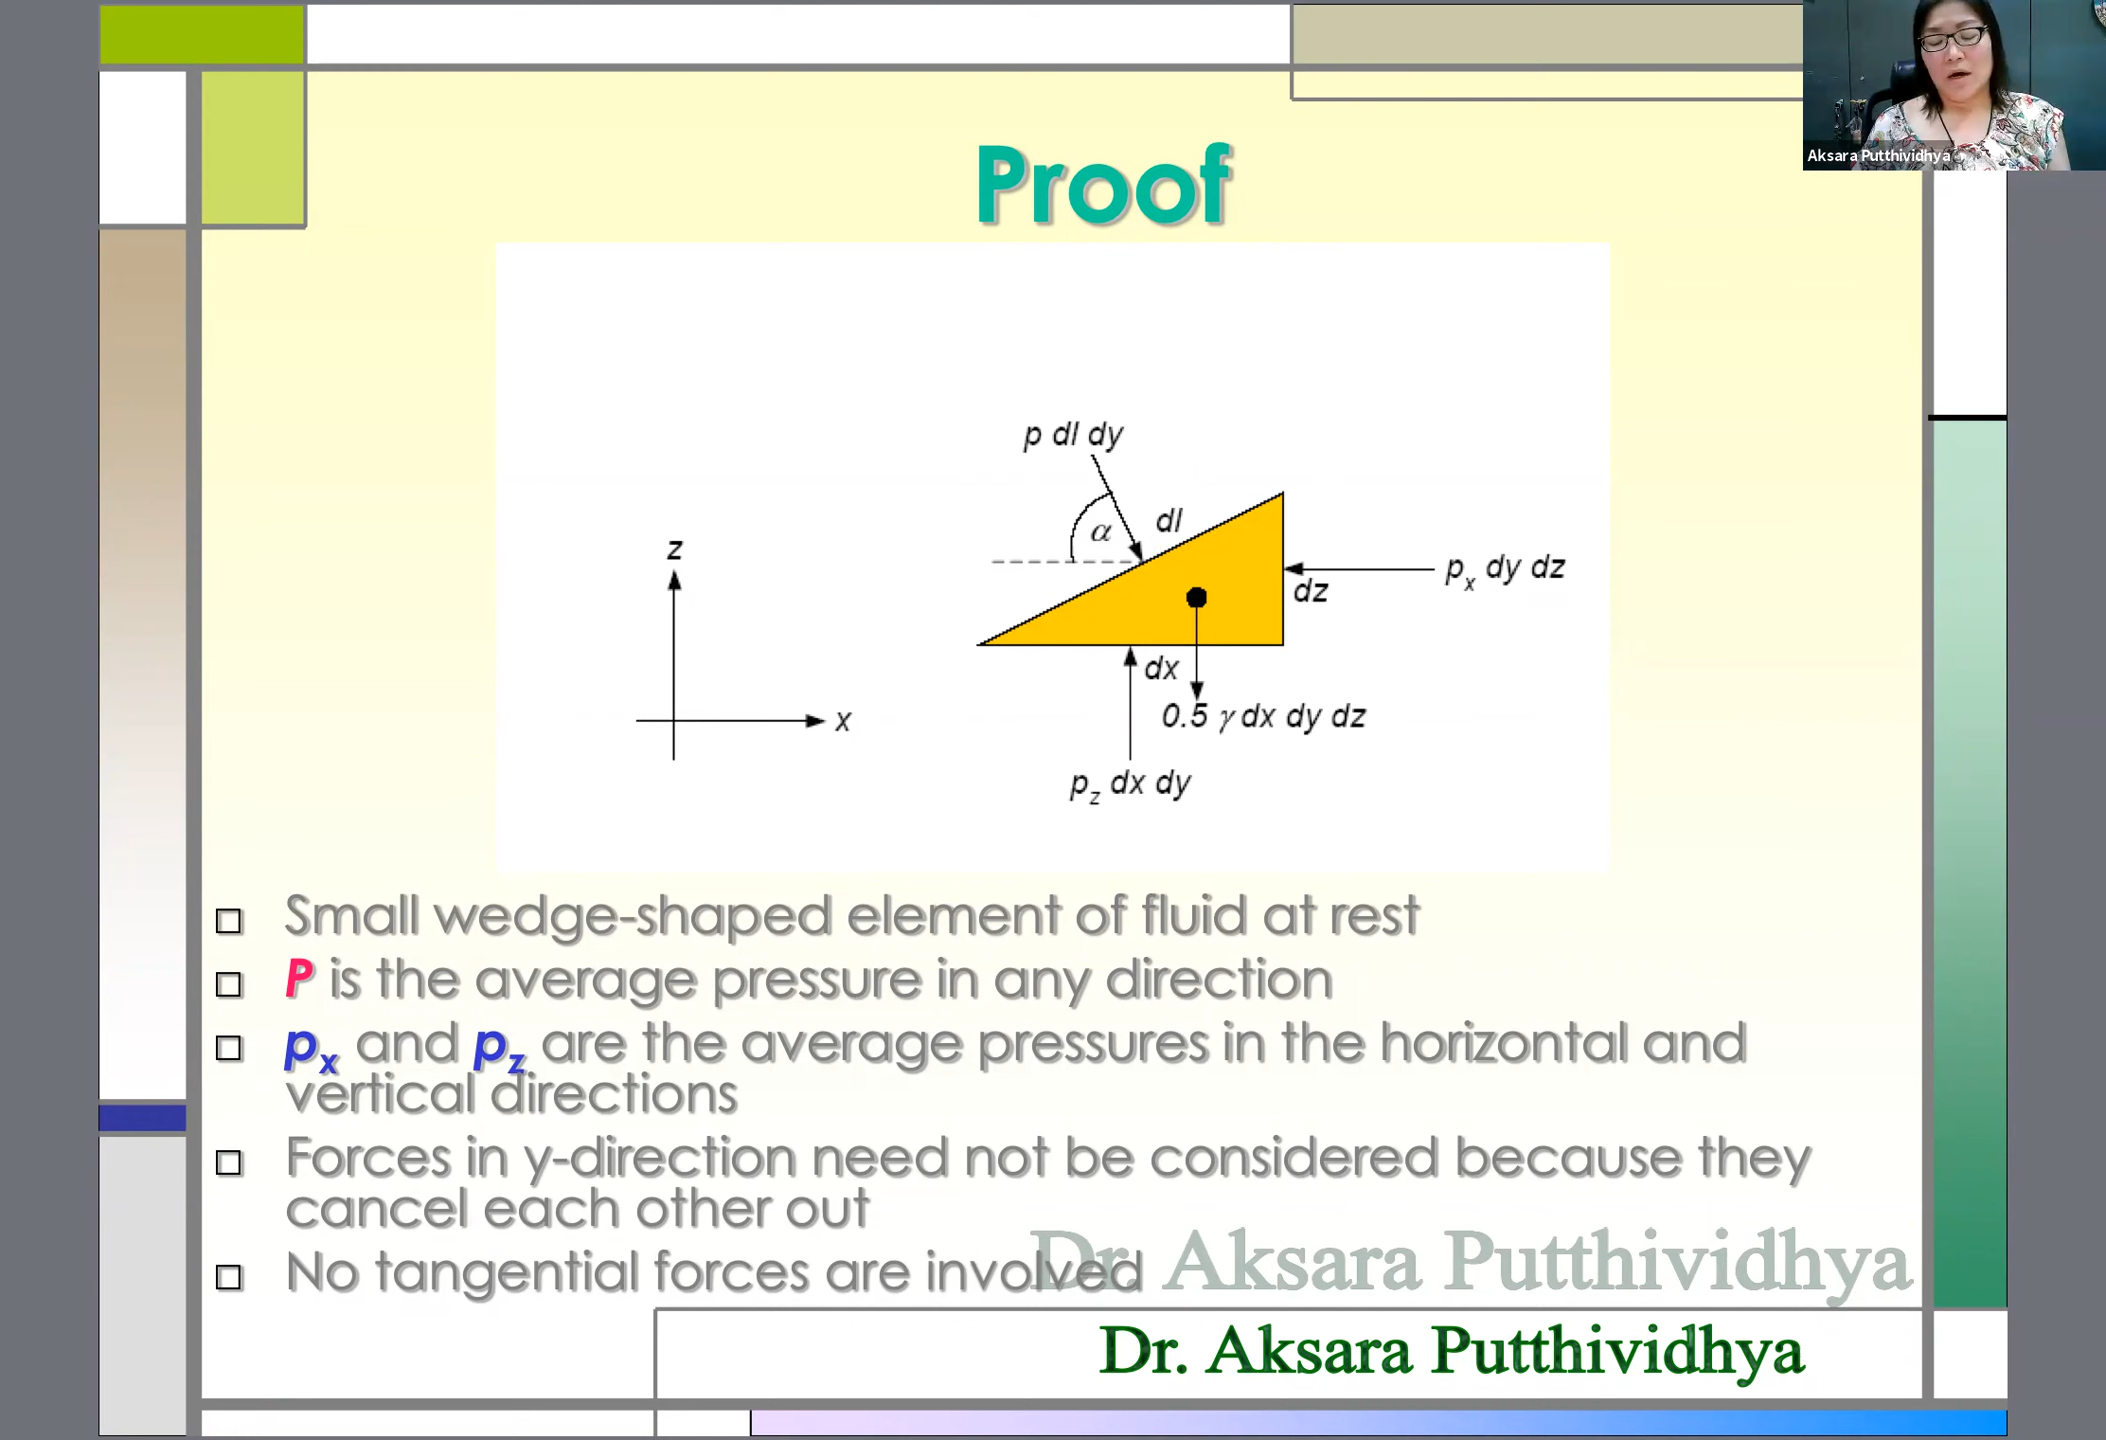 Aksara Putthividhya
Proof
p dl dy
α
dl
z
x
p_x dy dz
dz
dx
0.5 γ dx dy dz
p_z dx dy
□ Small wedge-shaped element of fluid at rest
□ P is the average pressure in any direction
□ p_x and p_z are the average pressures in the horizontal and
vertical directions
□ Forces in y-direction need not be considered because they
cancel each other out
□ No tangential forces are involved
Dr. Aksara Putthividhya
Dr. Aksara Putthividhya